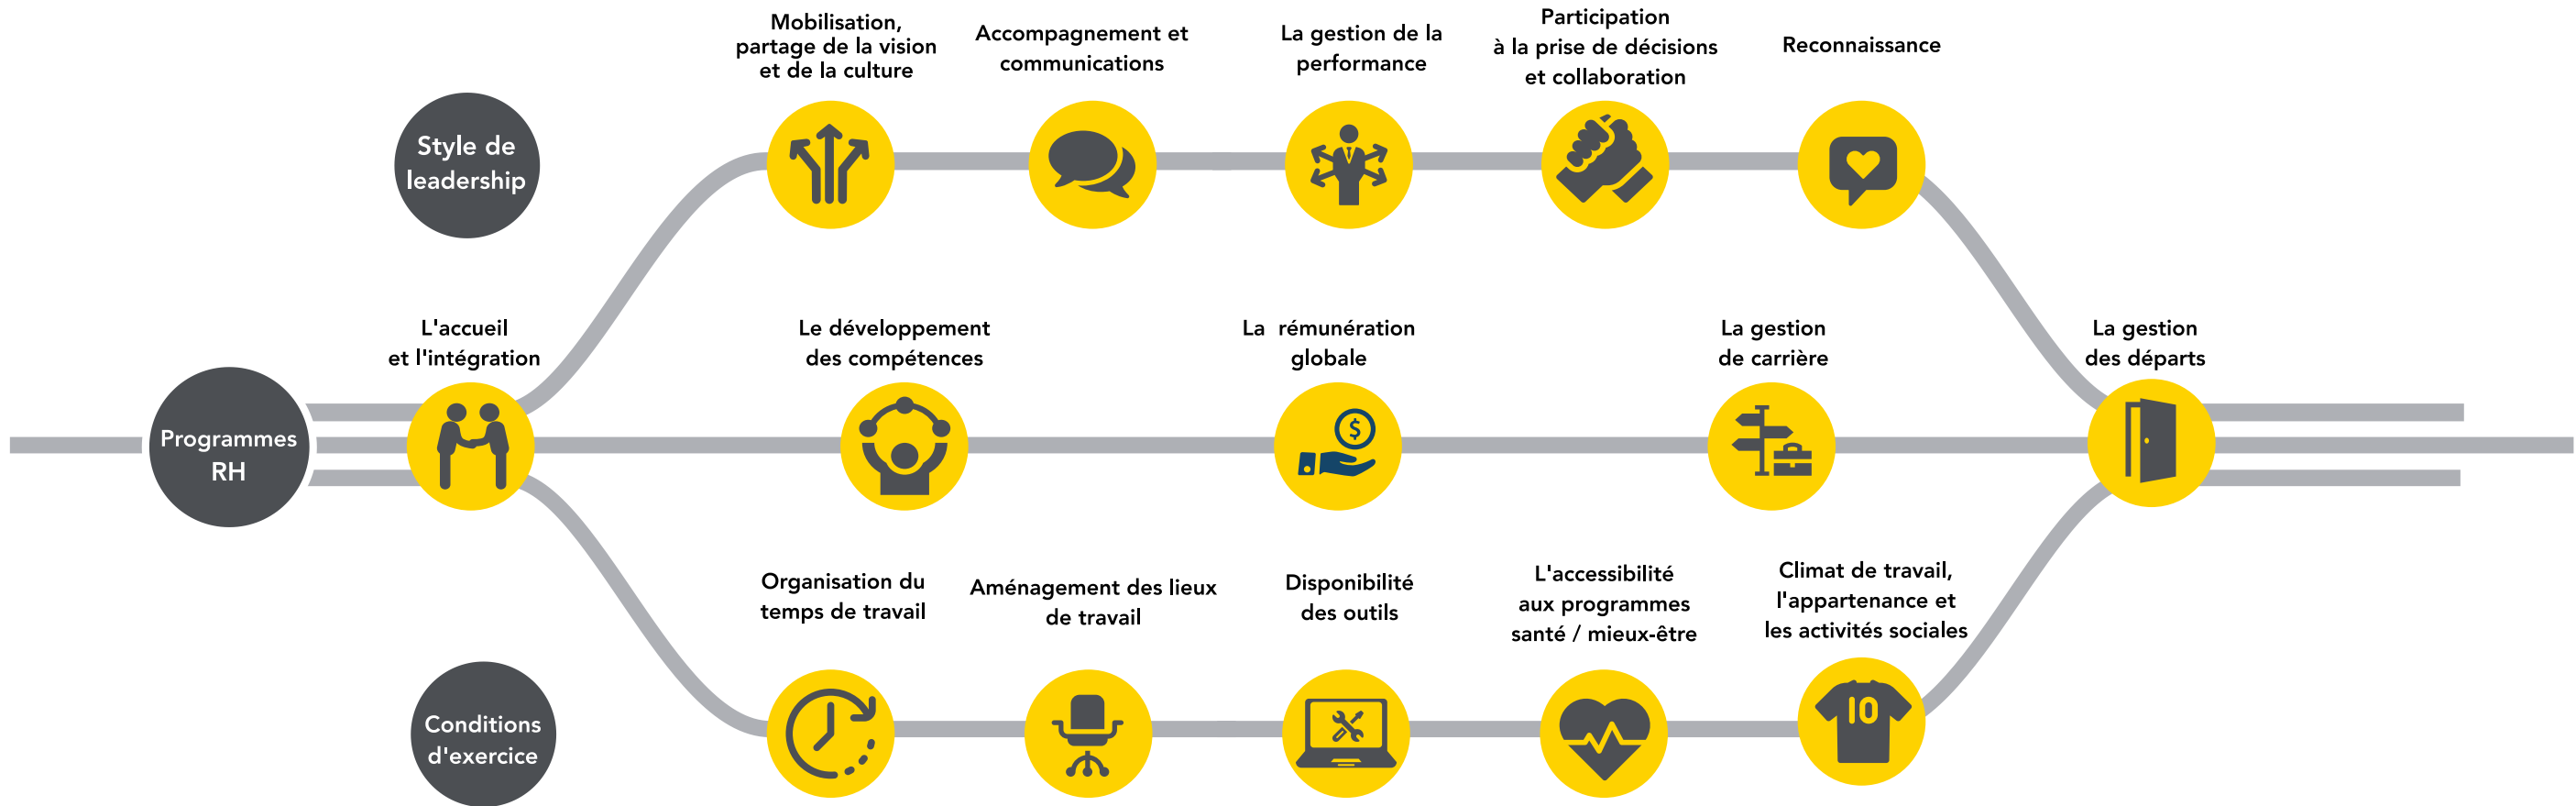 Mobilisation,
partage de la vision
et de la culture
Accompagnement et
communications
La gestion de la
performance
Participation
à la prise de décisions
et collaboration
Reconnaissance
Style de
leadership
L'accueil
et l'intégration
Le développement
des compétences
La rémunération
globale
La gestion
de carrière
La gestion
des départs
Programmes
RH
$
Organisation du
temps de travail
Aménagement des lieux
de travail
Disponibilité
des outils
L'accessibilité
aux programmes
santé / mieux-être
Climat de travail,
l'appartenance et
les activités sociales
Conditions
d'exercice
10